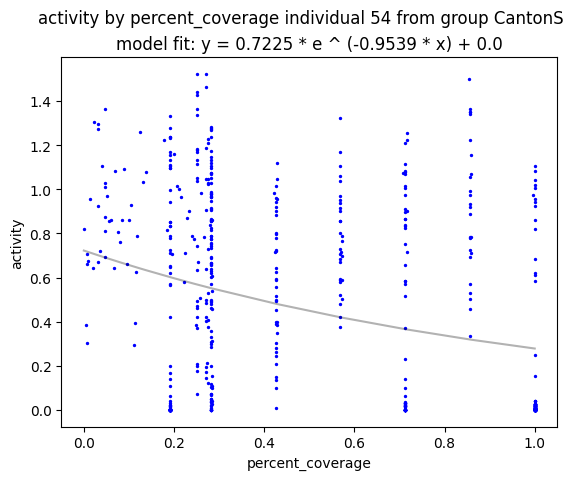 activity by percent_coverage individual 54 from group CantonS
model fit: y = 0.7225 * e ^ (-0.9539 * x) + 0.0
1.4
1.2
1.0
0.8
0.6
0.4
0.2
0.0
activity
0.0 0.2 0.4 0.6 0.8 1.0
percent_coverage